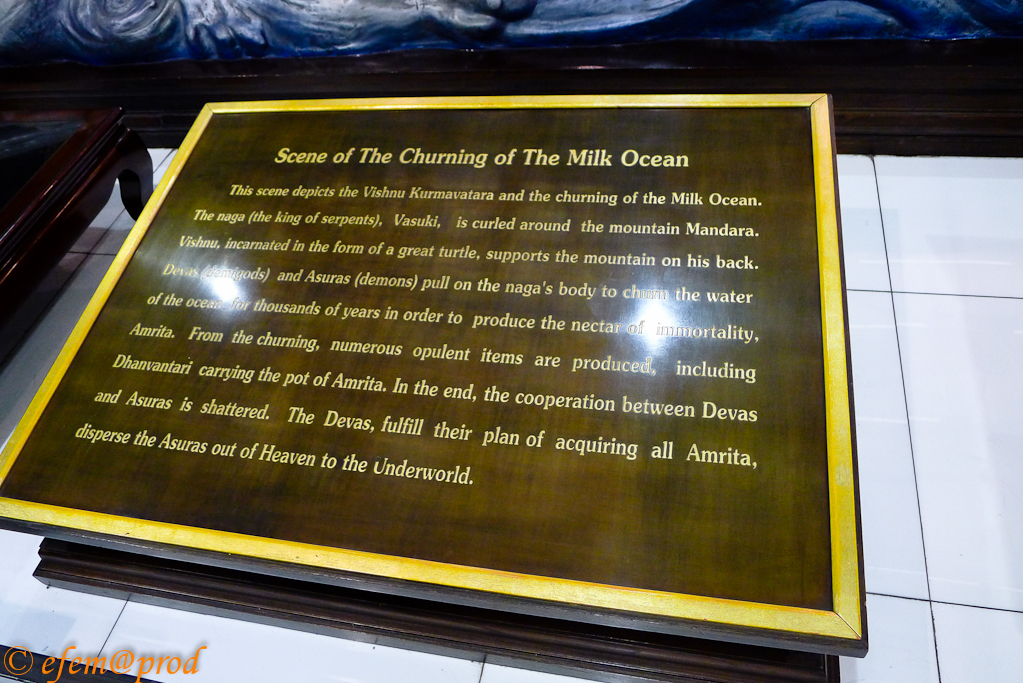 Scene of The Churning of The Milk Ocean
This scene depicts the Vishnu Kurmavatara and the churning of the Milk Ocean.
The naga (the king of serpents), Vasuki, is curled around the mountain Mandara.
Vishnu, incarnated in the form of a great turtle, supports the mountain on his back.
Devas (demigods) and Asuras (demons) pull on the naga's body to churn the water
of the ocean for thousands of years in order to produce the nectar of immortality,
Amrita. From the churning, numerous opulent items are produced, including
Dhanvantari carrying the pot of Amrita. In the end, the cooperation between Devas
and Asuras is shattered. The Devas, fulfill their plan of acquiring all Amrita,
disperse the Asuras out of Heaven to the Underworld.
© efem@prod